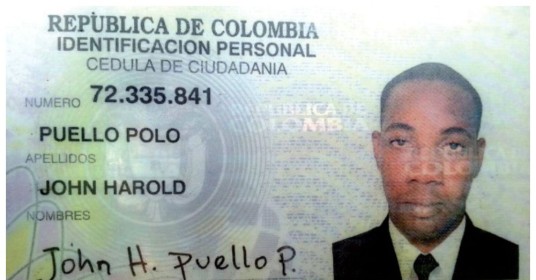 REPÚBLICA DE COLOMBIA
IDENTIFICACION PERSONAL
CEDULA DE CIUDADANIA
NUMERO 72.335.841
PUELLO POLO
APELLIDOS
JOHN HAROLD
NOMBRES
John H. Puello P.
REPÚBLICA DE
COLOMBIA